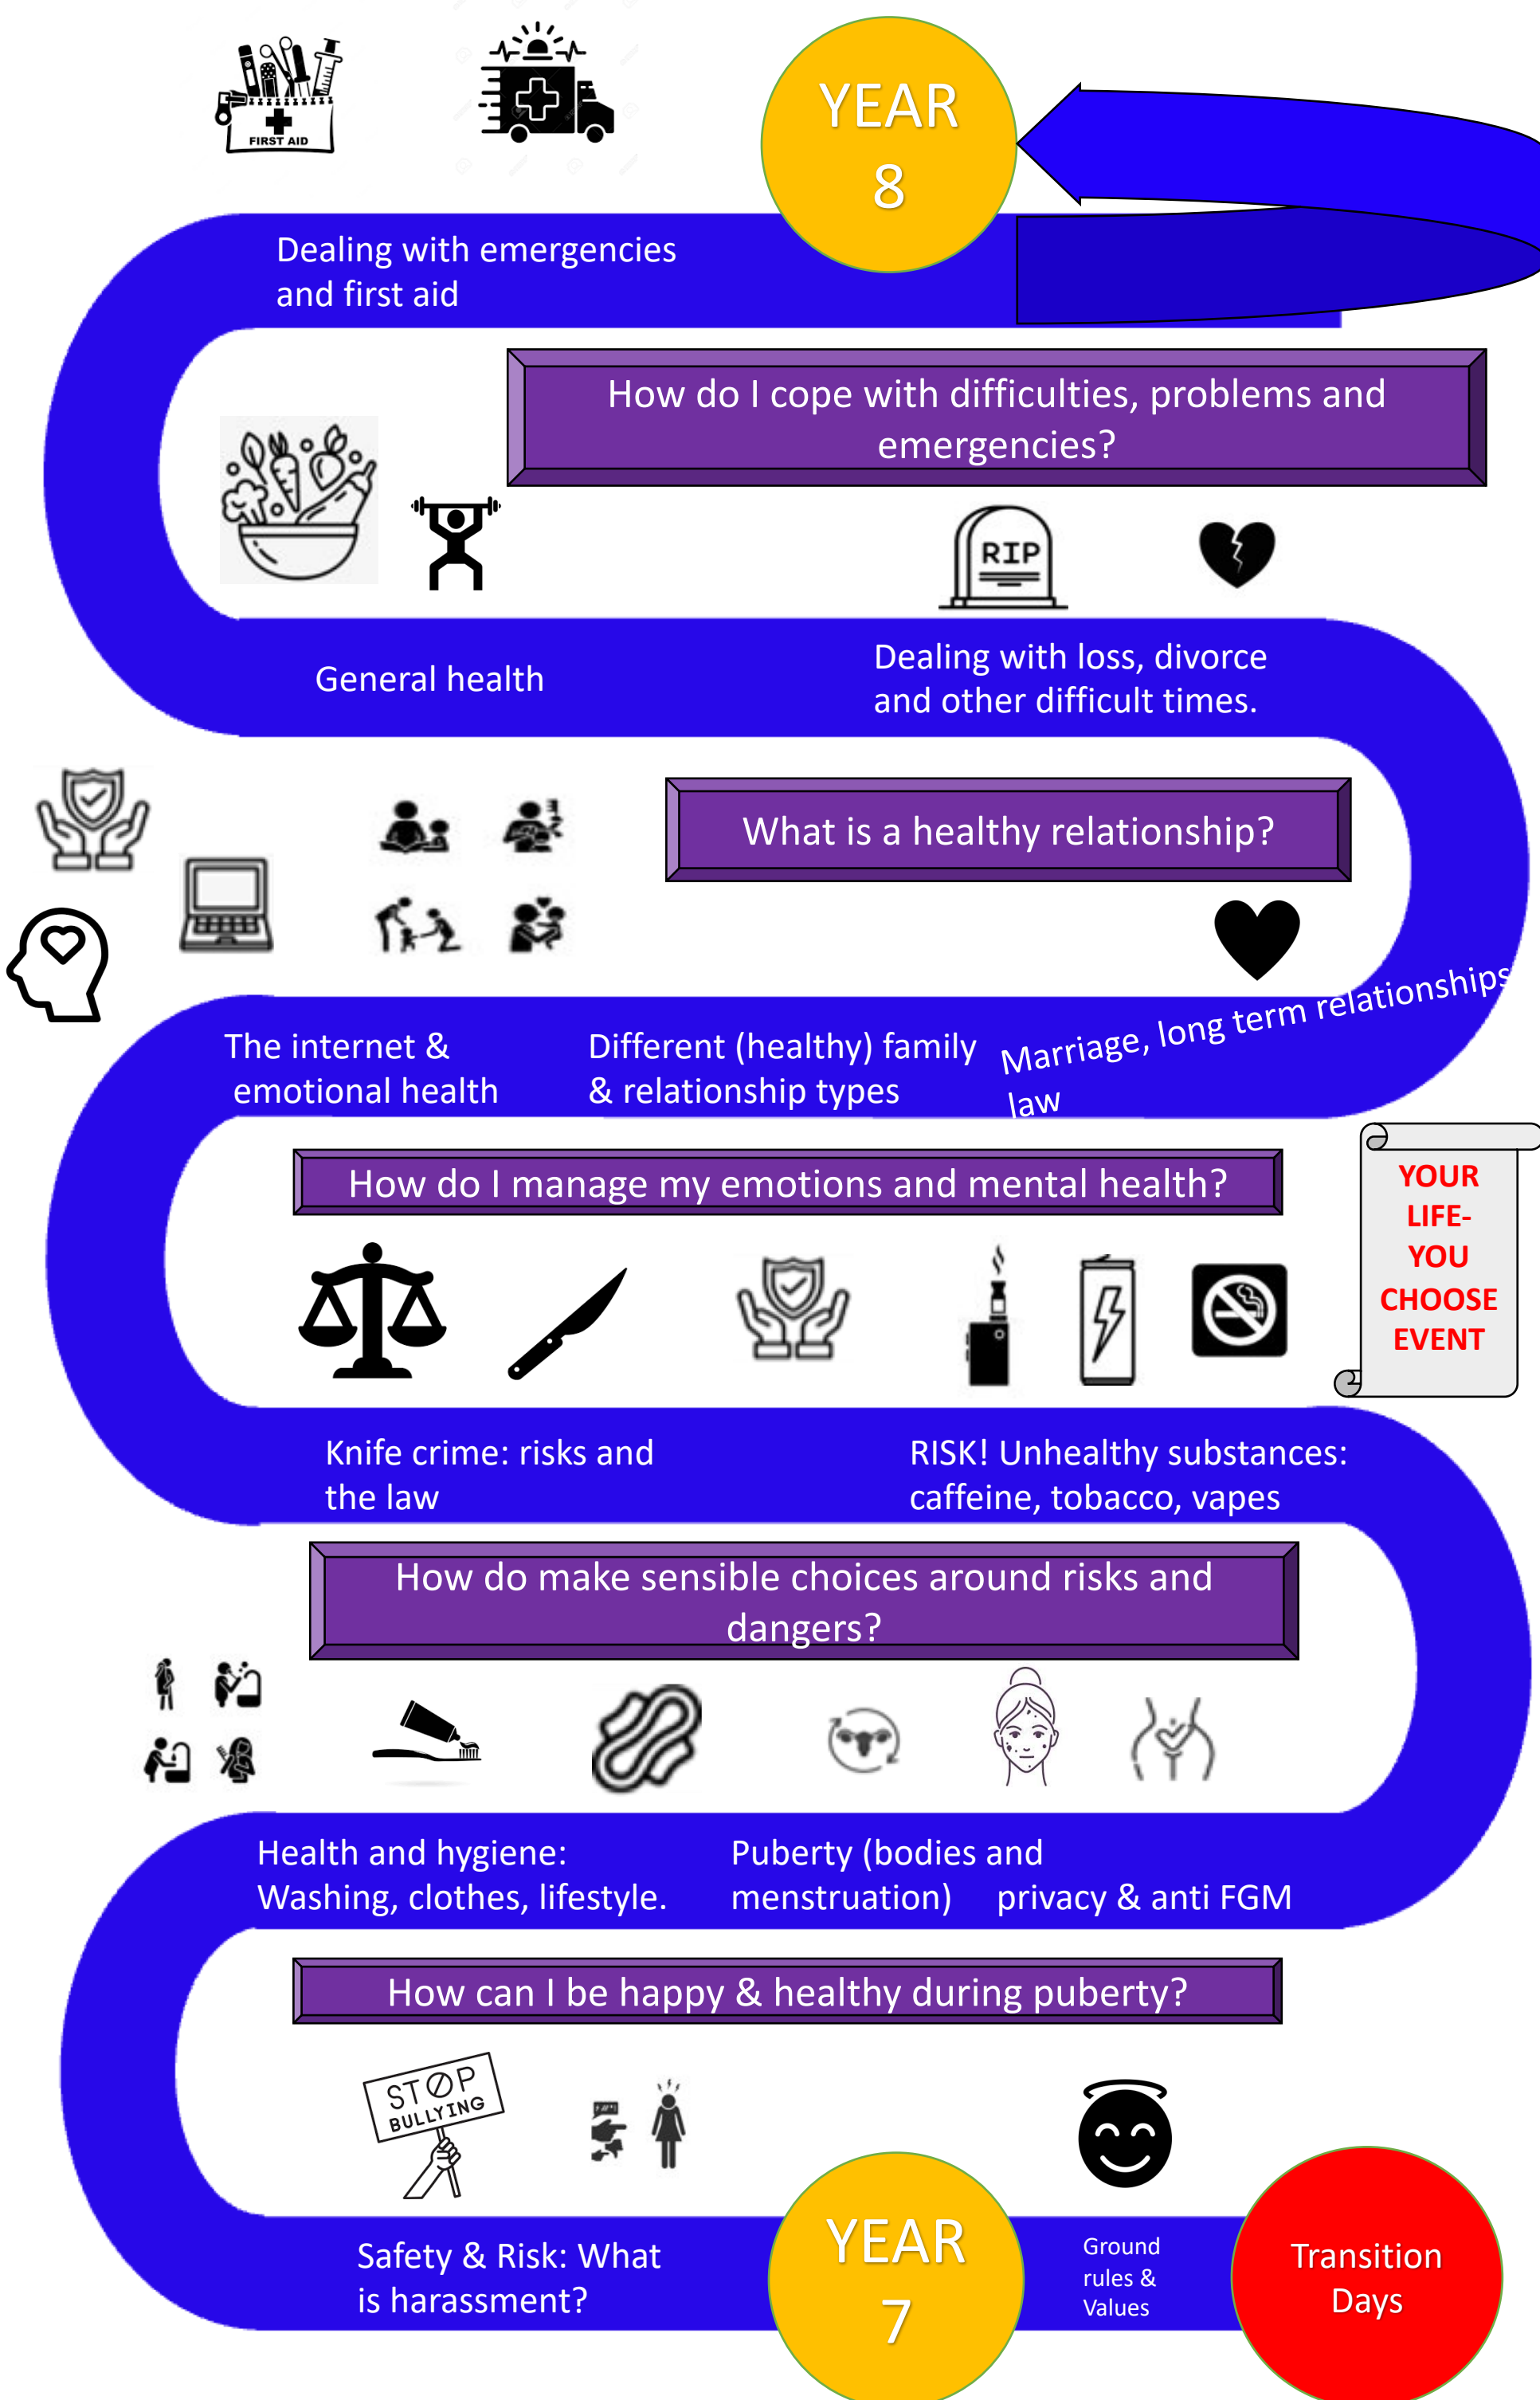 FIRST AID
YEAR
8
Dealing with emergencies
and first aid
How do I cope with difficulties, problems and
emergencies?
RIP
General health
Dealing with loss, divorce
and other difficult times.
What is a healthy relationship?
The internet &
emotional health
Different (healthy) family
& relationship types
Marriage, long term relationships
law
How do I manage my emotions and mental health?
YOUR
LIFE-
YOU
CHOOSE
EVENT
Knife crime: risks and
the law
RISK! Unhealthy substances:
caffeine, tobacco, vapes
How do make sensible choices around risks and
dangers?
Health and hygiene:
Washing, clothes, lifestyle.
Puberty (bodies and
menstruation)
privacy & anti FGM
How can I be happy & healthy during puberty?
STOP
BULLYING
Safety & Risk: What
is harassment?
YEAR
7
Ground
rules &
Values
Transition
Days